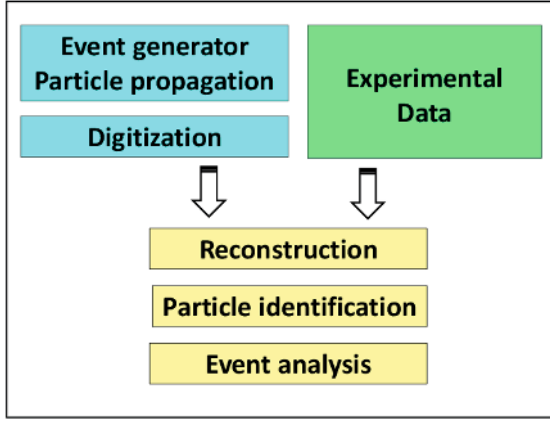 Event generator
Particle propagation
Digitization
Experimental
Data
Reconstruction
Particle identification
Event analysis